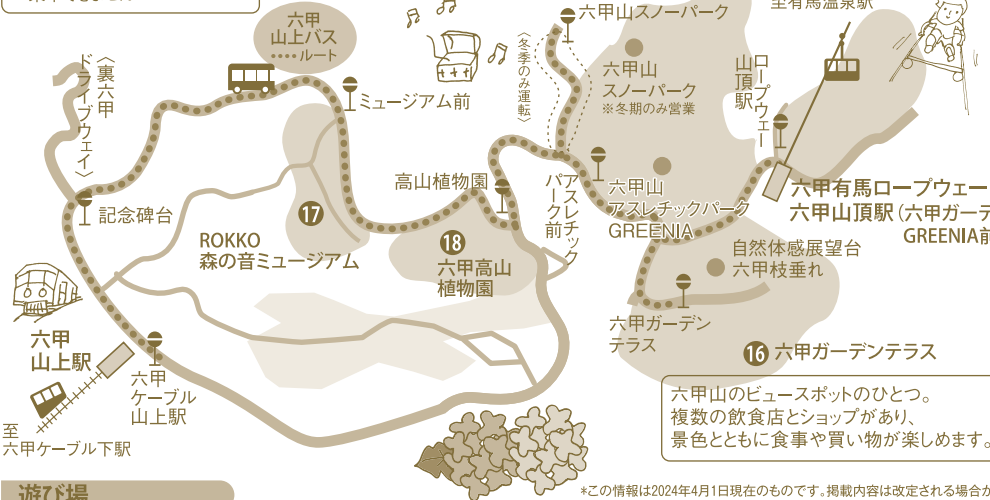 六甲
山上バス
ルート
六甲山スノーパーク
至有馬温泉駅
〈裏六甲
ドライブウェイ〉
ミュージアム前
〈冬季のみ運転〉
六甲山
スノーパーク
※冬期のみ営業
ロープウェー
山頂駅
記念碑台
高山植物園
アスレチック
パーク前
六甲山
アスレチックパーク
GREENIA
六甲有馬ロープウェー
六甲山頂駅(六甲ガーデ
GREENIA前
17
ROKKO
森の音ミュージアム
18
六甲高山
植物園
自然体感展望台
六甲枝垂れ
六甲
山上駅
六甲
ケーブル
山上駅
六甲ガーデン
テラス
16 六甲ガーデンテラス
至
六甲ケーブル下駅
六甲山のビュースポットのひとつ。
複数の飲食店とショップがあり、
景色とともに食事や買い物が楽しめます。
遊び場
*この情報は2024年4月1日現在のものです。掲載内容は改定される場合か